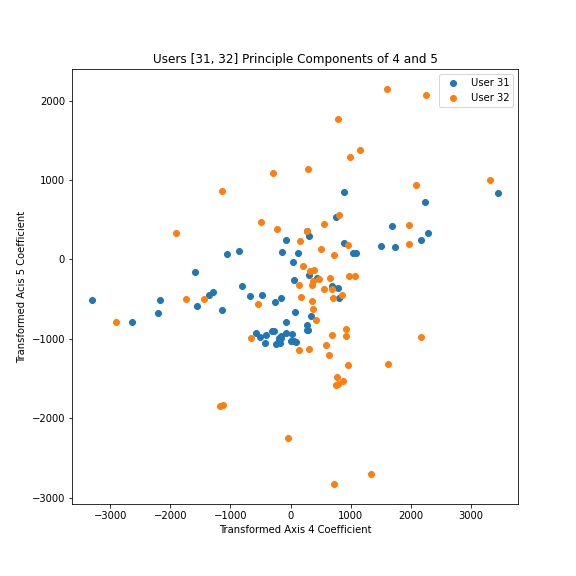 Users [31, 32] Principle Components of 4 and 5
User 31
User 32
2000
1000
0
−1000
−2000
−3000
Transformed Acis 5 Coefficient
−3000 −2000 −1000 0 1000 2000 3000
Transformed Axis 4 Coefficient